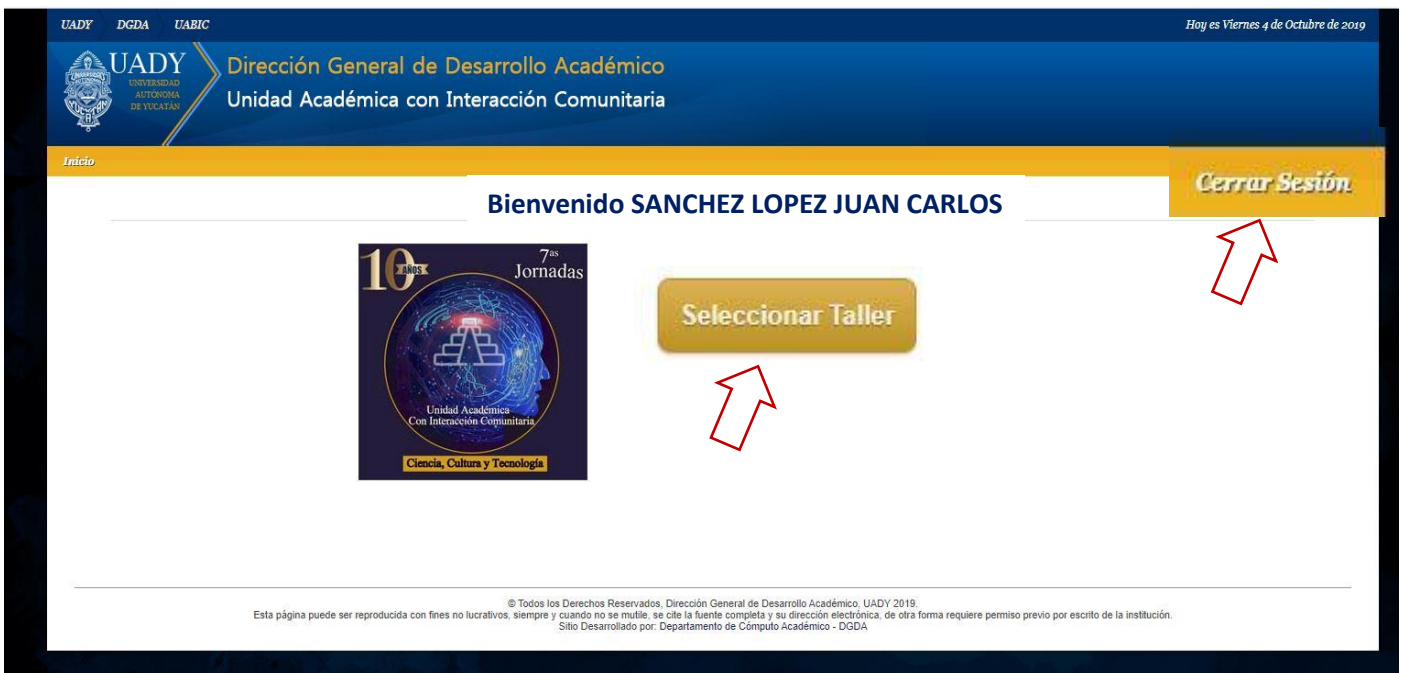 UADY DGDA UABIC
Hoy es Viernes 4 de Octubre de 2019
UADY
UNIVERSIDAD
AUTÓNOMA
DE YUCATÁN
Dirección General de Desarrollo Académico
Unidad Académica con Interacción Comunitaria
Inicio
Cerrar Sesión
Bienvenido SANCHEZ LOPEZ JUAN CARLOS
10 AÑOS
7as
Jornadas
Unidad Académica
Con Interacción Comunitaria
Ciencia, Cultura y Tecnología
Seleccionar Taller
© Todos los Derechos Reservados, Dirección General de Desarrollo Académico, UADY 2019.
Esta página puede ser reproducida con fines no lucrativos, siempre y cuando no se mutile, se cite la fuente completa y su dirección electrónica, de otra forma requiere permiso previo por escrito de la institución.
Sitio Desarrollado por: Departamento de Cómputo Académico - DGDA